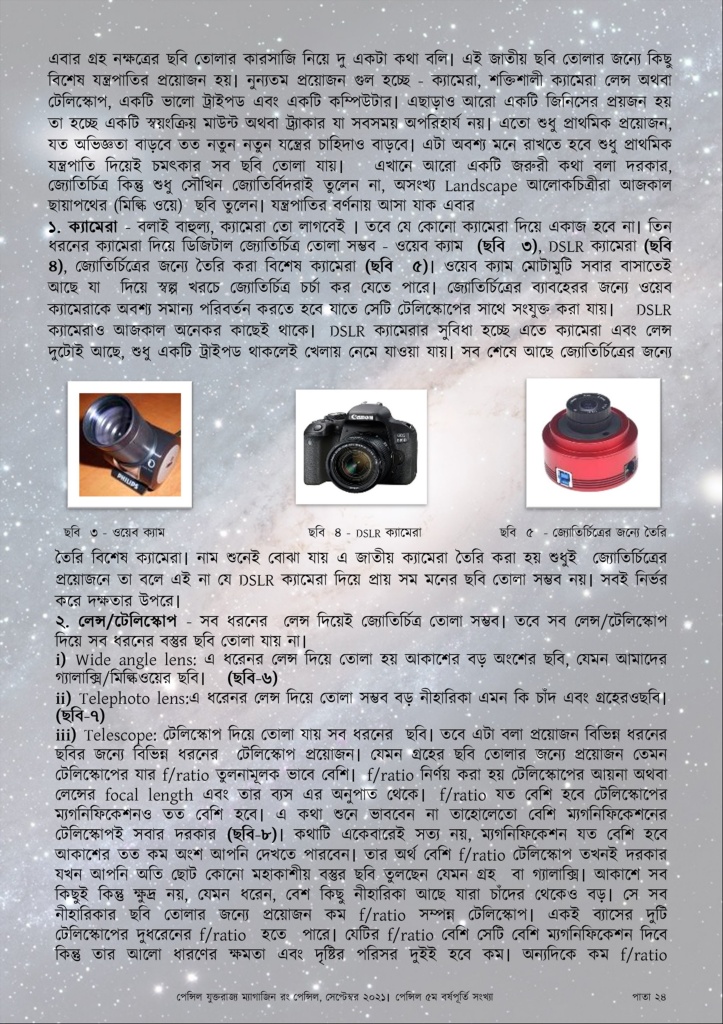 এবার গ্রহ নক্ষত্রের ছবি তোলার কারসাজি নিয়ে দু একটা কথা বলি। এই জাতীয় ছবি তোলার জন্যে কিছু
বিশেষ যন্ত্রপাতির প্রয়োজন হয়। নুন্যতম প্রয়োজন গুল হচ্ছে - ক্যামেরা, শক্তিশালী ক্যামেরা লেন্স অথবা
টেলিস্কোপ, একটি ভালো ট্রাইপড এবং একটি কম্পিউটার। এছাড়াও আরো একটি জিনিসের প্রয়জন হয়
তা হচ্ছে একটি স্বয়ংক্রিয় মাউন্ট অথবা ট্র্যাকার যা সবসময় অপরিহার্য নয়। এতো শুধু প্রাথমিক প্রয়োজন,
যত অভিজ্ঞতা বাড়বে তত নতুন নতুন যন্ত্রের চাহিদাও বাড়বে। এটা অবশ্য মনে রাখতে হবে শুধু প্রাথমিক
যন্ত্রপাতি দিয়েই চমৎকার সব ছবি তোলা যায়। এখানে আরো একটি জরুরী কথা বলা দরকার,
জ্যোতির্চিত্র কিন্তু শুধু সৌখিন জ্যোতির্বিদরাই তুলেন না, অসংখ্য Landscape আলোকচিত্রীরা আজকাল
ছায়াপথের (মিল্কি ওয়ে) ছবি তুলেন। যন্ত্রপাতির বর্ণনায় আসা যাক এবার
১. ক্যামেরা - বলাই বাহুল্য, ক্যামেরা তো লাগবেই । তবে যে কোনো ক্যামেরা দিয়ে একাজ হবে না। তিন
ধরনের ক্যামেরা দিয়ে ডিজিটাল জ্যোতির্চিত্র তোলা সম্ভব - ওয়েব ক্যাম (ছবি ৩), DSLR ক্যামেরা (ছবি
৪), জ্যোতির্চিত্রের জন্যে তৈরি করা বিশেষ ক্যামেরা (ছবি ৫)। ওয়েব ক্যাম মোটামুটি সবার বাসাতেই
আছে যা দিয়ে স্বল্প খরচে জ্যোতির্চিত্র চর্চা কর যেতে পারে। জ্যোতির্চিত্রের ব্যাবহেরর জন্যে ওয়েব
ক্যামেরাকে অবশ্য সমান্য পরিবর্তন করতে হবে যাতে সেটি টেলিস্কোপের সাথে সংযুক্ত করা যায়। DSLR
ক্যামেরাও আজকাল অনেকর কাছেই থাকে। DSLR ক্যামেরার সুবিধা হচ্ছে এতে ক্যামেরা এবং লেন্স
দুটোই আছে, শুধু একটি ট্রাইপড থাকলেই খেলায় নেমে যাওয়া যায়। সব শেষে আছে জ্যোতির্চিত্রের জন্যে
PHILIPS
Canon
ছবি ৩ - ওয়েব ক্যাম
ছবি ৪ - DSLR ক্যামেরা
ছবি ৫ - জ্যোতির্চিত্রের জন্যে তৈরি
তৈরি বিশেষ ক্যামেরা। নাম শুনেই বোঝা যায় এ জাতীয় ক্যামেরা তৈরি করা হয় শুধুই জ্যোতির্চিত্রের
প্রয়োজনে তা বলে এই না যে DSLR ক্যামেরা দিয়ে প্রায় সম মনের ছবি তোলা সম্ভব নয়। সবই নির্ভর
করে দক্ষতার উপরে।
২. লেন্স/টেলিস্কোপ - সব ধরনের লেন্স দিয়েই জ্যোতির্চিত্র তোলা সম্ভব। তবে সব লেন্স/টেলিস্কোপ
দিয়ে সব ধরনের বস্তুর ছবি তোলা যায় না।
i) Wide angle lens: এ ধরেনর লেন্স দিয়ে তোলা হয় আকাশের বড় অংশের ছবি, যেমন আমাদের
গ্যালাক্সি/মিল্কিওয়ের ছবি। (ছবি-৬)
ii) Telephoto lens:এ ধরেনর লেন্স দিয়ে তোলা সম্ভব বড় নীহারিকা এমন কি চাঁদ এবং গ্রহেরওছবি।
(ছবি-৭)
iii) Telescope: টেলিস্কোপ দিয়ে তোলা যায় সব ধরনের ছবি। তবে এটা বলা প্রয়োজন বিভিন্ন ধরনের
ছবির জন্যে বিভিন্ন ধরনের টেলিস্কোপ প্রয়োজন। যেমন গ্রহের ছবি তোলার জন্যে প্রয়োজন তেমন
টেলিস্কোপের যার f/ratio তুলনামূলক ভাবে বেশি। f/ratio নির্ণয় করা হয় টেলিস্কোপের আয়না অথবা
লেন্সের focal length এবং তার ব্যস এর অনুপাত থেকে। f/ratio যত বেশি হবে টেলিস্কোপের
ম্যগনিফিকেশনও তত বেশি হবে। এ কথা শুনে ভাববেন না তাহোলেতো বেশি ম্যগনিফিকেশনের
টেলিস্কোপই সবার দরকার (ছবি-৮)। কথাটি একেবারেই সত্য নয়, ম্যগনিফিকেশন যত বেশি হবে
আকাশের তত কম অংশ আপনি দেখতে পারবেন। তার অর্থ বেশি f/ratio টেলিস্কোপ তখনই দরকার
যখন আপনি অতি ছোট কোনো মহাকাশীয় বস্তুর ছবি তুলছেন যেমন গ্রহ বা গ্যালাক্সি। আকাশে সব
কিছুই কিন্তু ক্ষুদ্র নয়, যেমন ধরেন, বেশ কিছু নীহারিকা আছে যারা চাঁদের থেকেও বড়। সে সব
নীহারিকার ছবি তোলার জন্যে প্রয়োজন কম f/ratio সম্পন্ন টেলিস্কোপ। একই ব্যাসের দুটি
টেলিস্কোপের দুধরেনের f/ratio হতে পারে। যেটির f/ratio বেশি সেটি বেশি ম্যগনিফিকেশন দিবে
কিন্তু তার আলো ধারণের ক্ষমতা এবং দৃষ্টির পরিসর দুইই হবে কম। অন্যদিকে কম f/ratio
পেন্সিল যুক্তরাজ্য ম্যাগাজিন রং পেন্সিল, সেপ্টেম্বর ২০২১। পেন্সিল ৫ম বর্ষপূর্তি সংখ্যা
পাতা ২৪